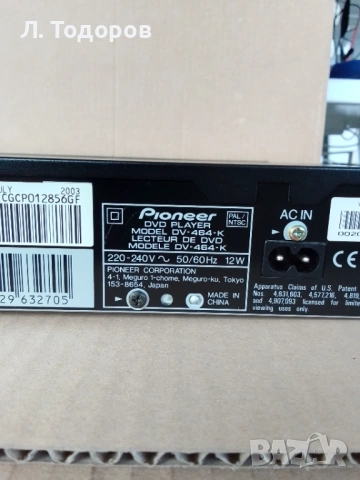 Л. Тодоров
JULY 2003
CGCP012856GF
29 632705
Pioneer
DVD PLAYER
MODEL DV-464-K
LECTEUR DE DVD
MODELE DV-464-K
PAL/
NTSC
220-240V ~ 50/60Hz 12W
PIONEER CORPORATION
4-1, Meguro 1-chome, Meguro-ku, Tokyo
153-8654, Japan
MADE IN
CHINA
AC IN
CE
Apparatus Claims of U.S. Patent
Nos. 4,631,603, 4,577,216, 4,819,
and 4,907,093 licensed for limited
BAZAR
bg